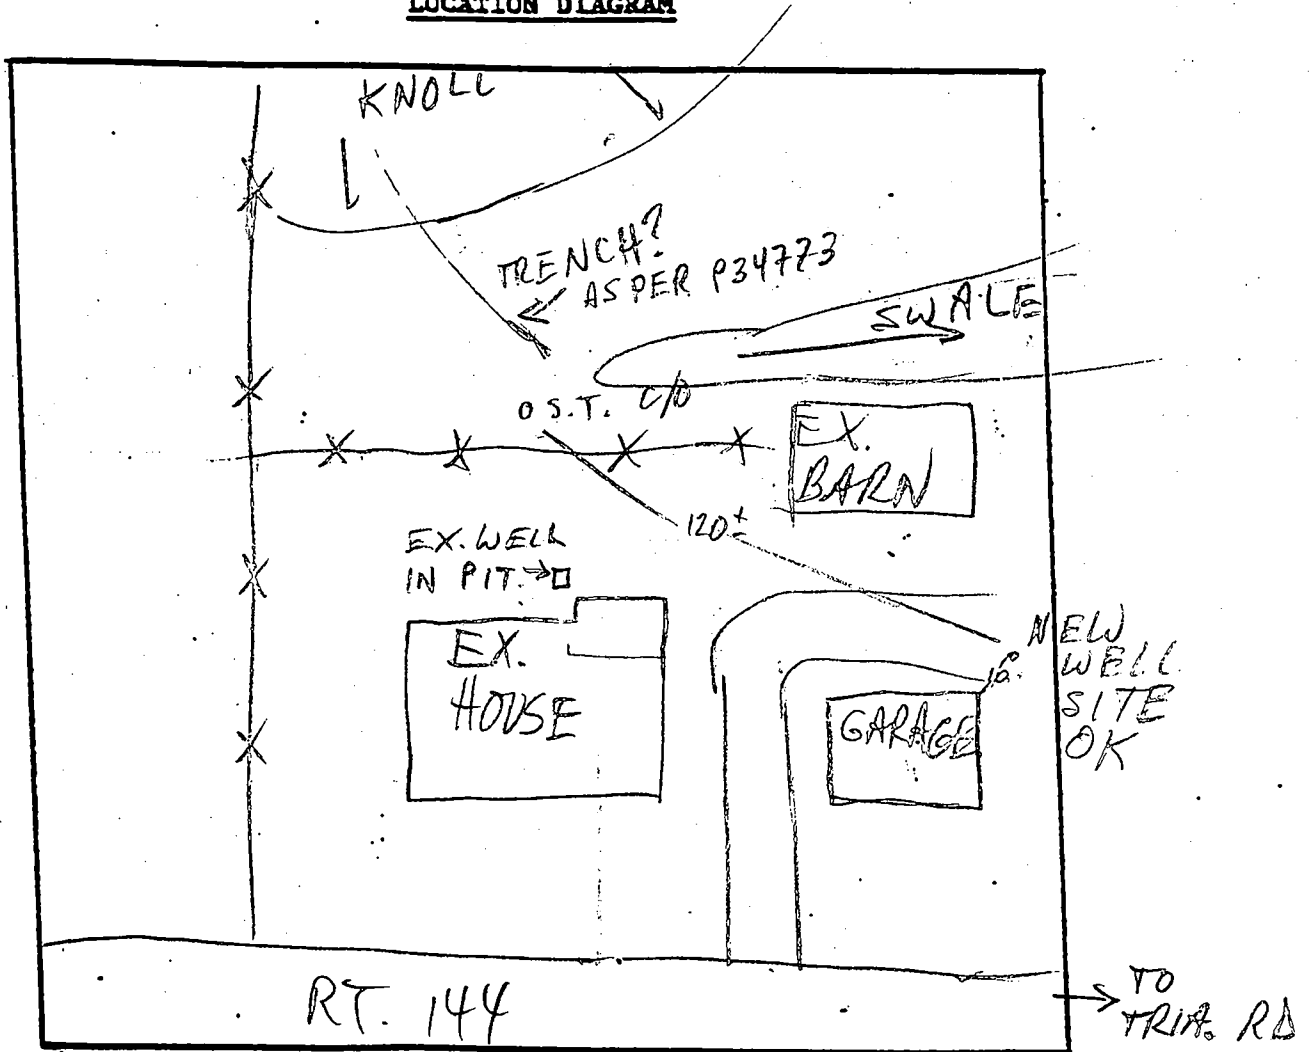 LOCATION DIAGRAM
KNOLL
TRENCH?
AS PER P34773
SWALE
O S.T. C/O
EX.
BARN
120±
EX. WELL
IN PIT→
EX.
HOUSE
GARAGE
NEW
WELL
SITE
OK
RT. 144
TO
TRIA. RD